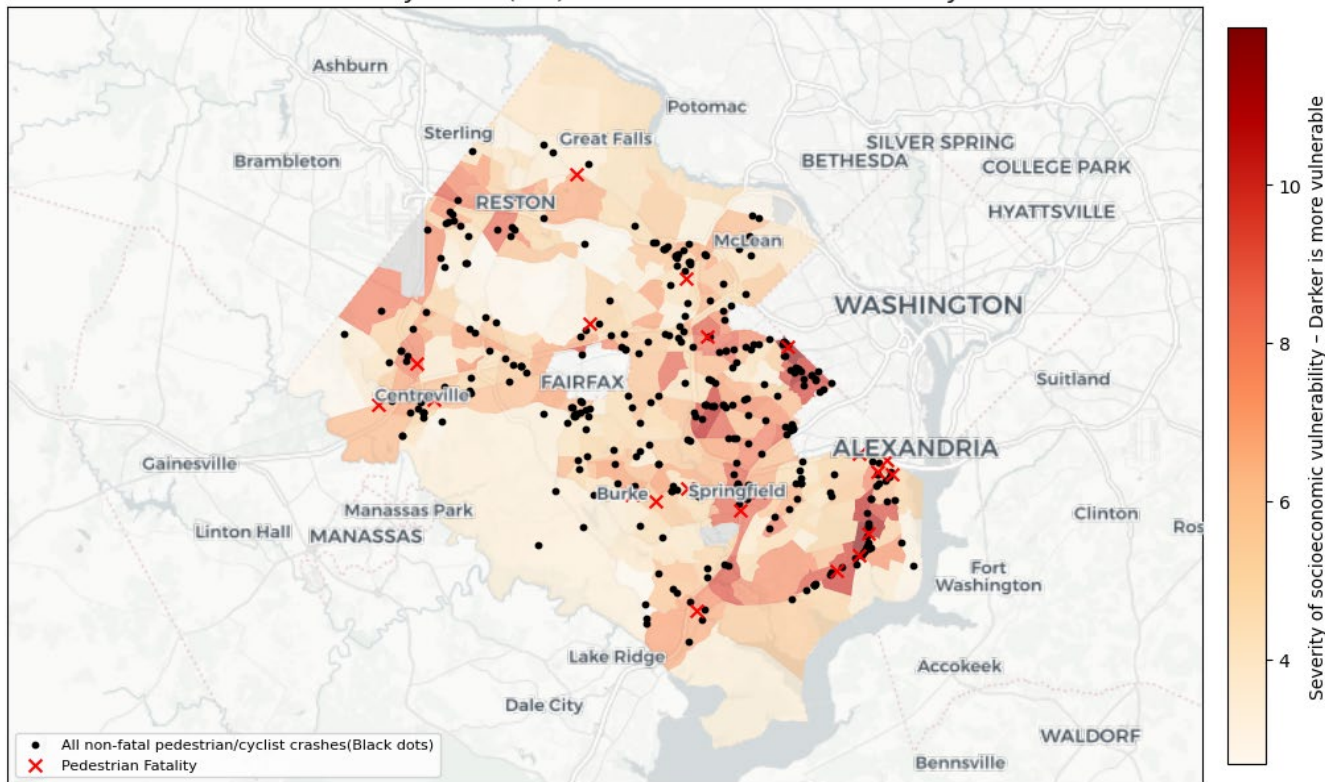 Ashburn
Potomac
Sterling
Great Falls
SILVER SPRING
BETHESDA
Brambleton
COLLEGE PARK
RESTON
HYATTSVILLE
McLean
WASHINGTON
Suitland
FAIRFAX
Centreville
ALEXANDRIA
Gainesville
Burke
Springfield
Manassas Park
Clinton
Ros
Linton Hall
MANASSAS
Fort
Washington
Lake Ridge
Accokeek
Dale City
WALDORF
Bennsville
All non-fatal pedestrian/cyclist crashes(Black dots)
Pedestrian Fatality
10
8
6
4
Severity of socioeconomic vulnerability – Darker is more vulnerable